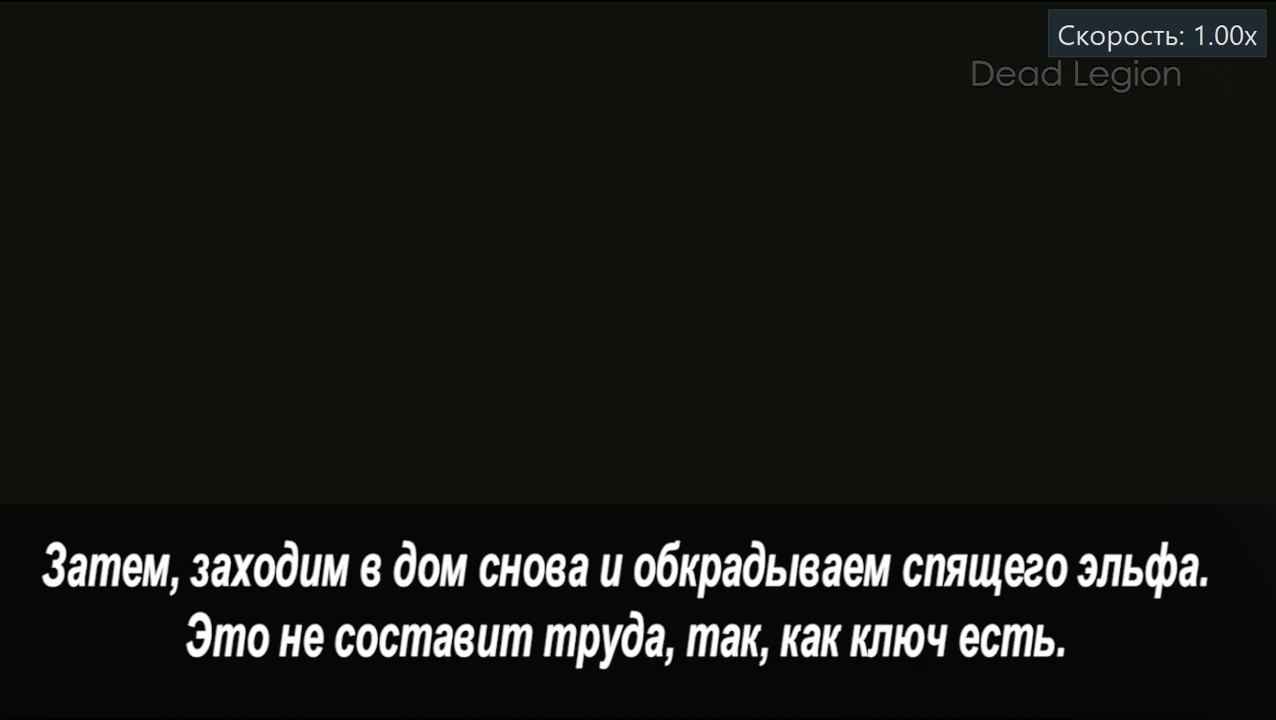 Скорость: 1.00x
Dead Legion
Затем, заходим в дом снова и обкрадываем спящего эльфа.
Это не составит труда, так, как ключ есть.